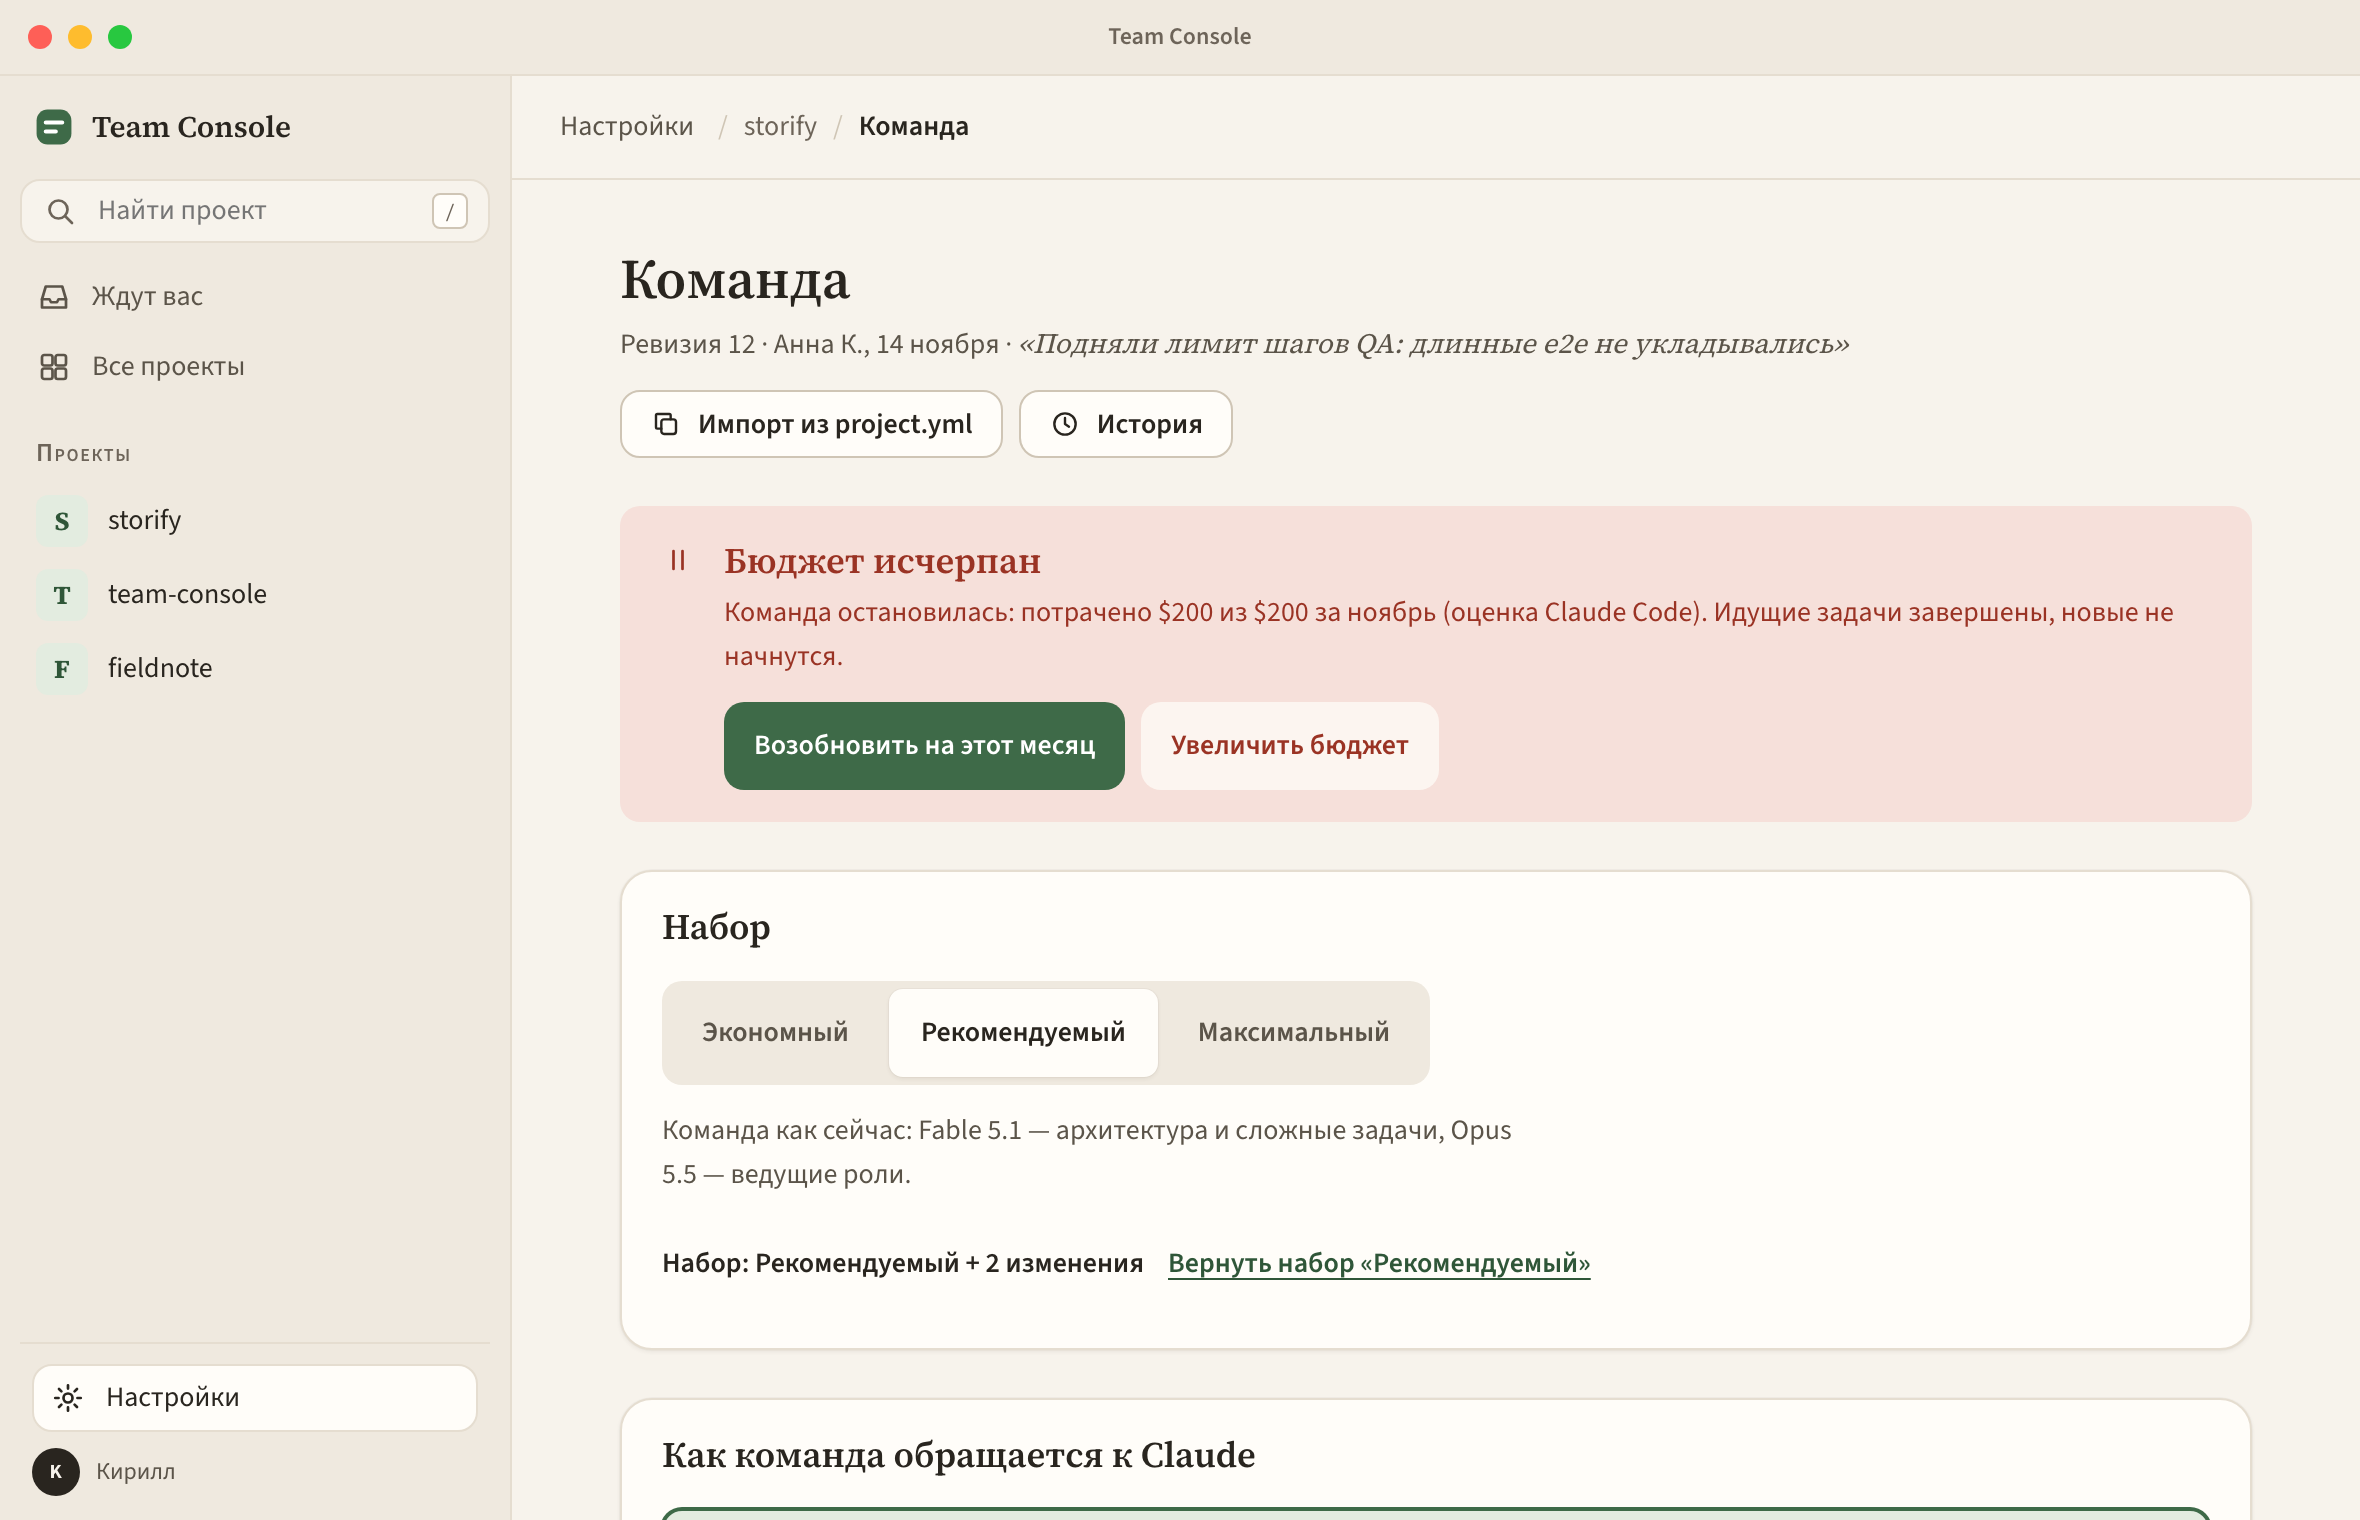 Team Console
Team Console
Найти проект /
Ждут вас
Все проекты
Проекты
S storify
T team-console
F fieldnote
Настройки
K Кирилл
Настройки / storify / Команда
Команда
Ревизия 12 · Анна К., 14 ноября · «Подняли лимит шагов QA: длинные e2e не укладывались»
Импорт из project.yml История
Бюджет исчерпан
Команда остановилась: потрачено $200 из $200 за ноябрь (оценка Claude Code). Идущие задачи завершены, новые не
начнутся.
Возобновить на этот месяц Увеличить бюджет
Набор
Экономный Рекомендуемый Максимальный
Команда как сейчас: Fable 5.1 — архитектура и сложные задачи, Opus
5.5 — ведущие роли.
Набор: Рекомендуемый + 2 изменения Вернуть набор «Рекомендуемый»
Как команда обращается к Claude